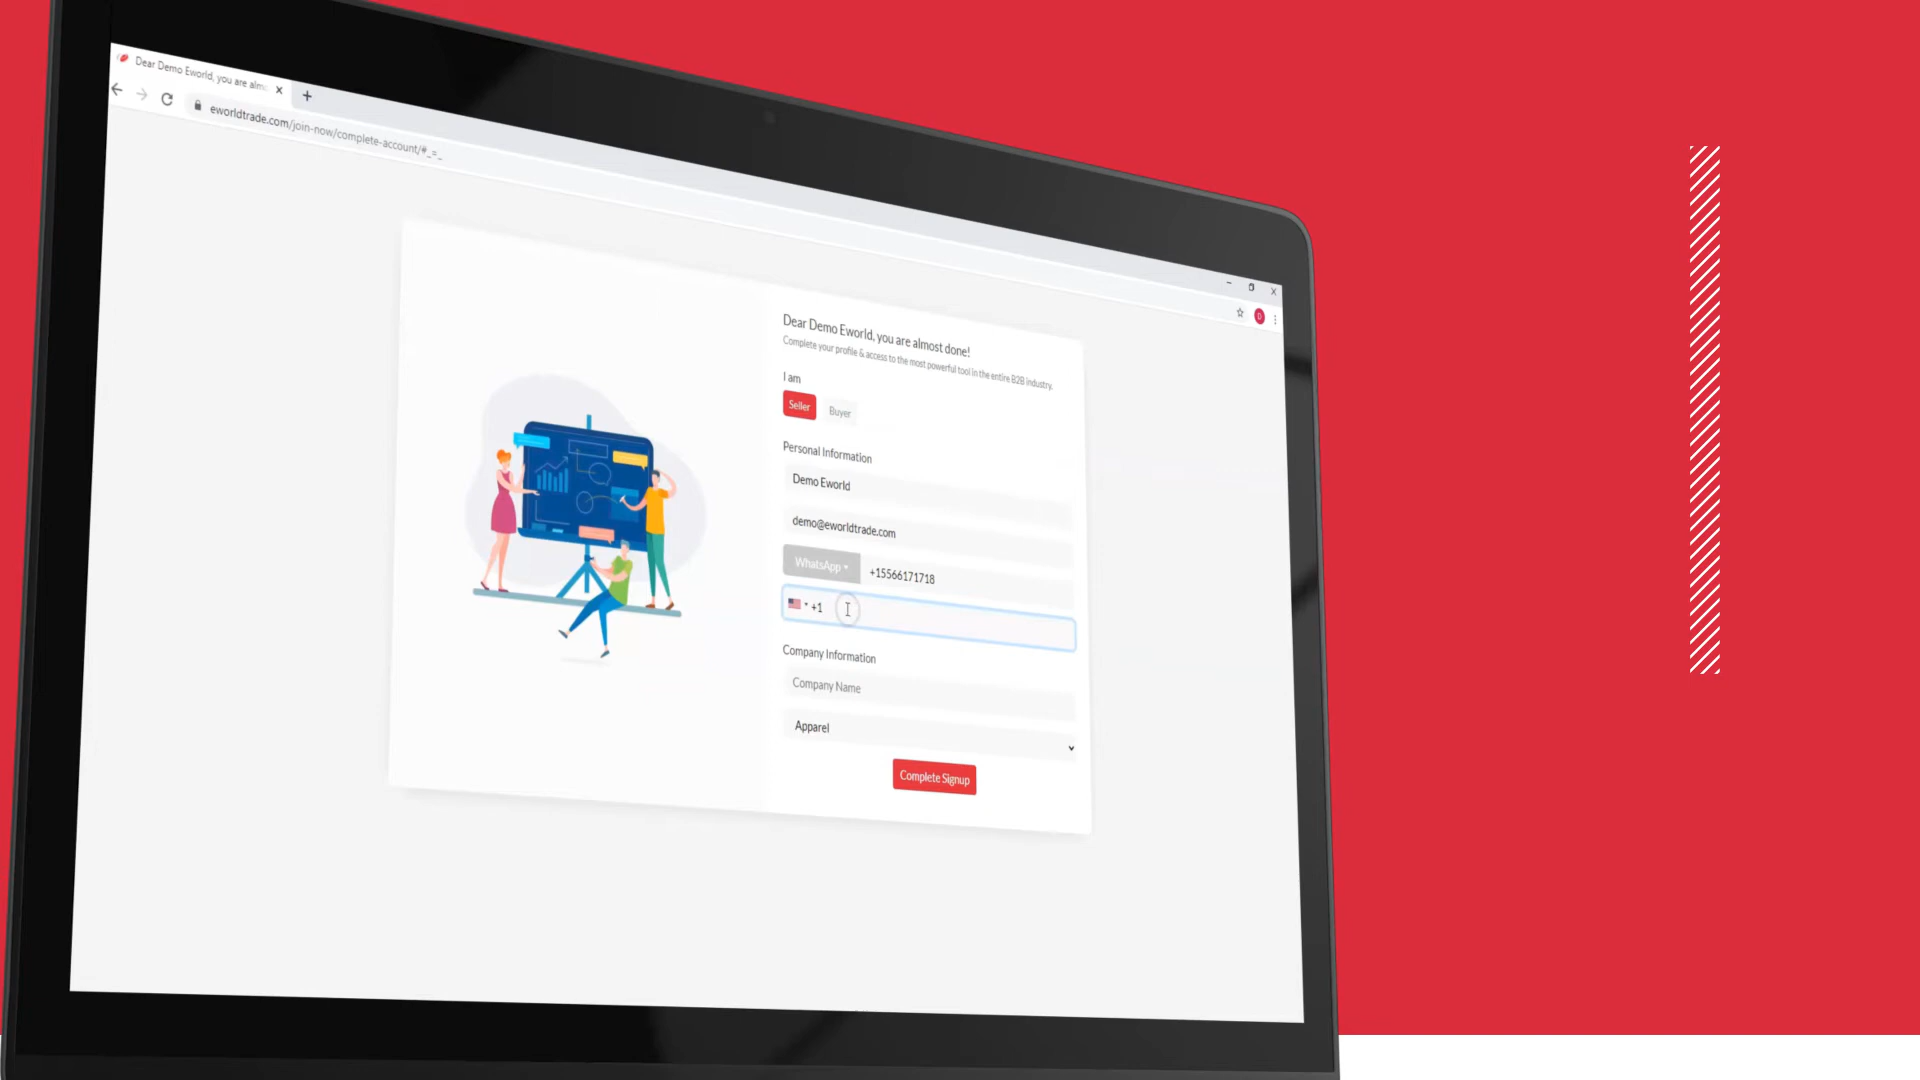 Dear Demo Eworld, you are alm
eworldtrade.com/join-now/complete-account/#_=_
D
Dear Demo Eworld, you are almost done!
Complete your profile & access to the most powerful tool in the entire B2B industry.
I am
Seller
Buyer
Personal Information
Demo Eworld
demo@eworldtrade.com
WhatsApp
+15566171718
+1
Company Information
Company Name
Apparel
Complete Signup